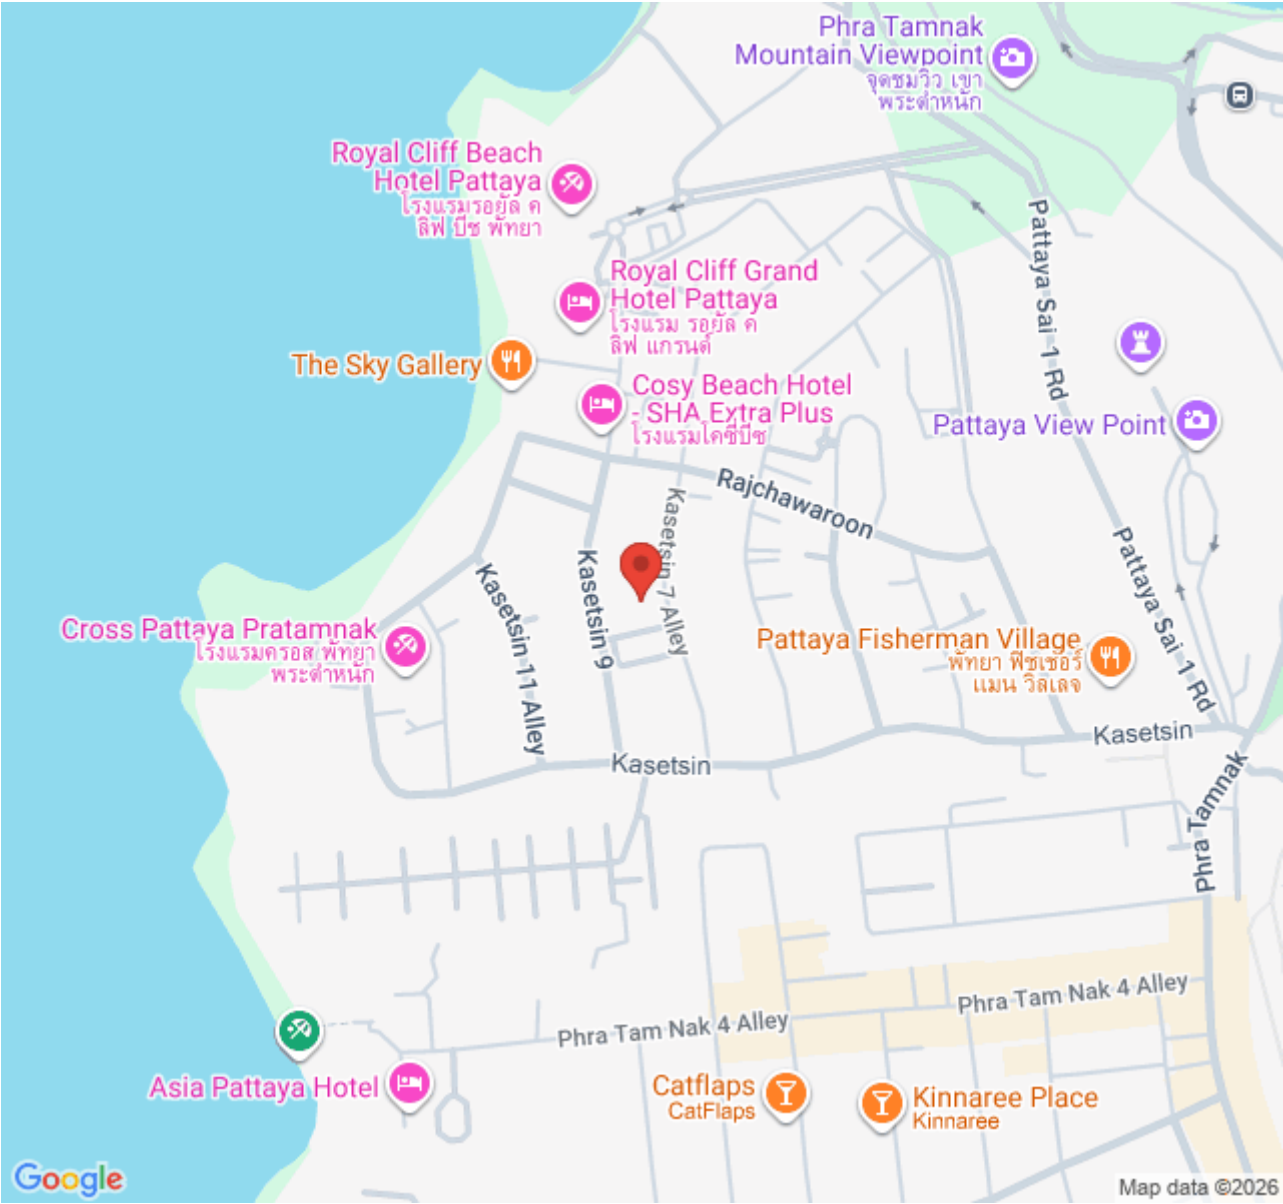 Phra Tamnak
Mountain Viewpoint
จุดชมวิว เขา
พระตำหนัก
Royal Cliff Beach
Hotel Pattaya
โรงแรมรอยัล ค
ลิฟ บีช พัทยา
Pattaya Sai 1 Rd
Royal Cliff Grand
Hotel Pattaya
โรงแรม รอยัล ค
ลิฟ แกรนด์
The Sky Gallery
Cosy Beach Hotel
- SHA Extra Plus
โรงแรมโคซี่บีช
Pattaya View Point
Rajchawaroon
Kasetsin 7 Alley
Kasetsin 9
Kasetsin 11 Alley
Pattaya Sai 1 Rd
Cross Pattaya Pratamnak
โรงแรมครอส พัทยา
พระตำหนัก
Pattaya Fisherman Village
พัทยา ฟิชเชอร์
แมน วิลเลจ
Kasetsin
Kasetsin
Phra Tamnak
Phra Tam Nak 4 Alley
Phra Tam Nak 4 Alley
Asia Pattaya Hotel
Catflaps
CatFlaps
Kinnaree Place
Kinnaree
Google
Map data ©2026